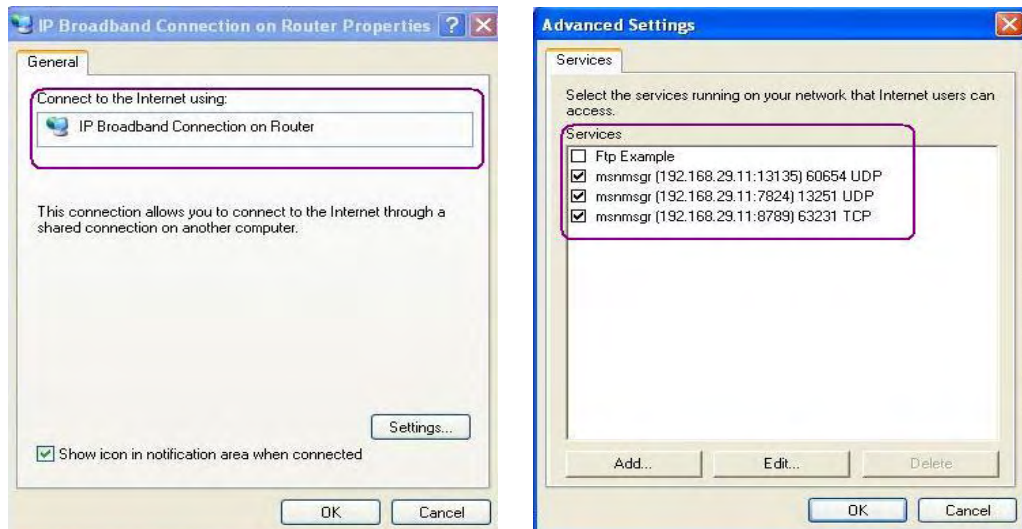 IP Broadband Connection on Router Properties
General
Connect to the Internet using:
IP Broadband Connection on Router
This connection allows you to connect to the Internet through a
shared connection on another computer.
Settings...
Show icon in notification area when connected
OK
Cancel
Advanced Settings
Services
Select the services running on your network that Internet users can
access.
Services
Ftp Example
msnmsgr (192.168.29.11:13135) 60654 UDP
msnmsgr (192.168.29.11:7824) 13251 UDP
msnmsgr (192.168.29.11:8789) 63231 TCP
Add...
Edit...
Delete
OK
Cancel